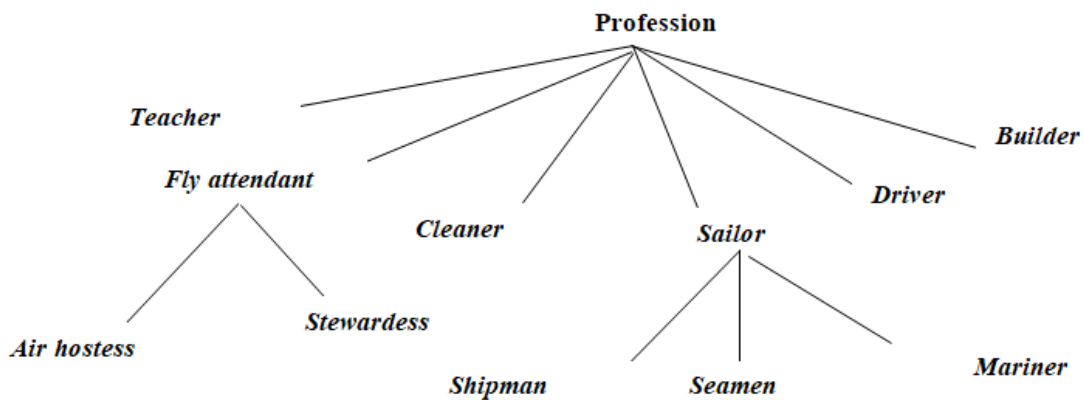 Profession
Teacher
Builder
Fly attendant
Driver
Cleaner
Sailor
Air hostess
Stewardess
Shipman
Seamen
Mariner